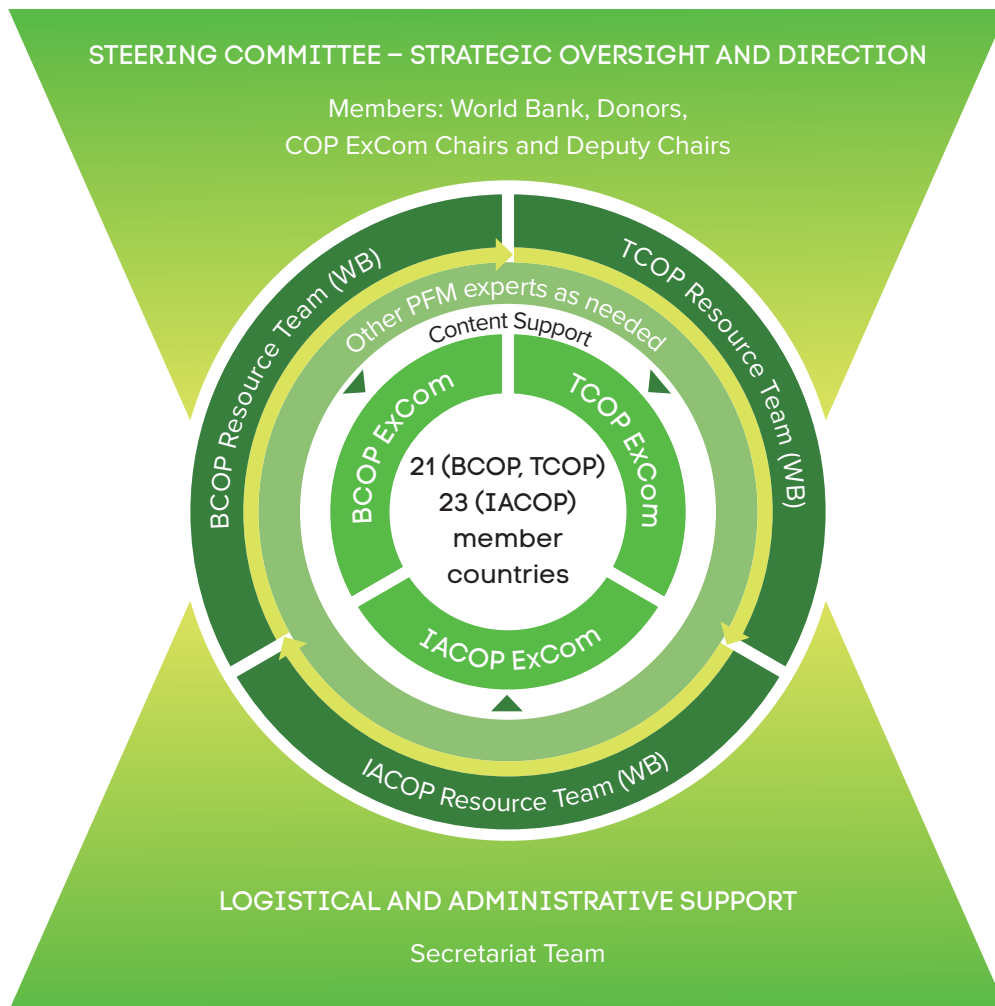 STEERING COMMITTEE – STRATEGIC OVERSIGHT AND DIRECTION
Members: World Bank, Donors,
COP ExCom Chairs and Deputy Chairs
BCOP Resource Team (WB)
TCOP Resource Team (WB)
Other PFM experts as needed
Content Support
BCOP ExCom
TCOP ExCom
21 (BCOP, TCOP)
23 (IACOP)
member
countries
IACOP ExCom
IACOP Resource Team (WB)
LOGISTICAL AND ADMINISTRATIVE SUPPORT
Secretariat Team